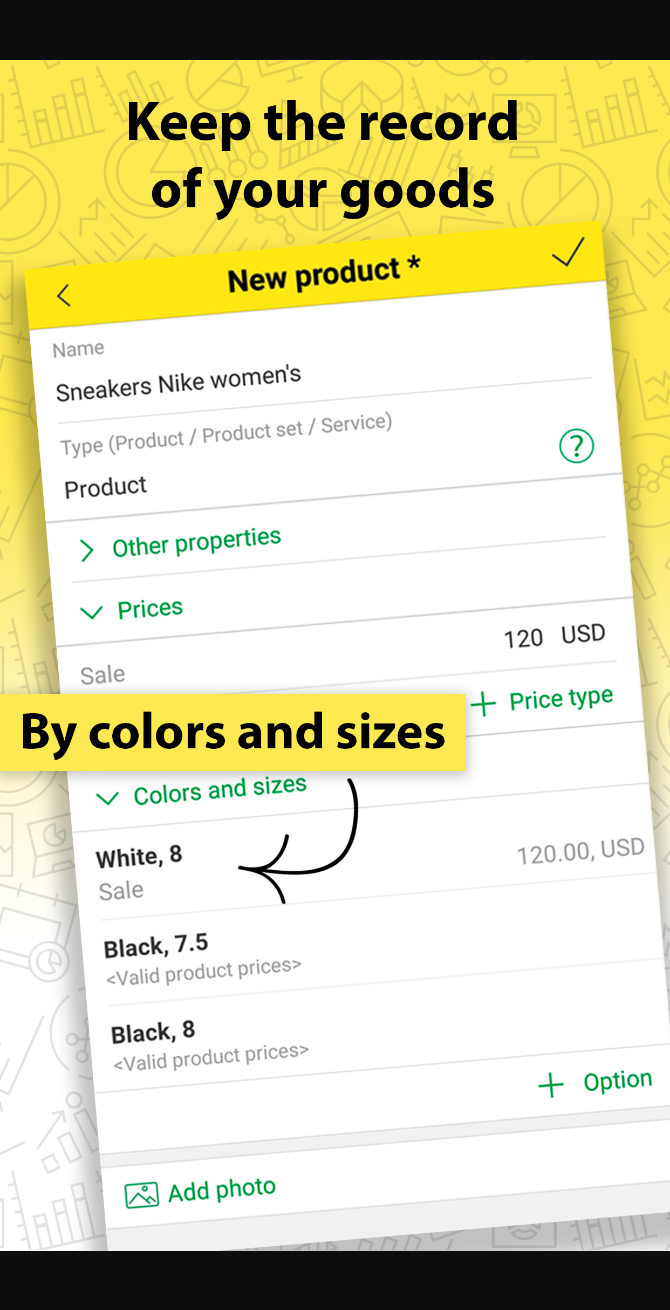 Keep the record
of your goods
New product *
Name
Sneakers Nike women's
Type (Product / Product set / Service)
Product
?
Other properties
Prices
Sale 120 USD
+ Price type
By colors and sizes
Colors and sizes
White, 8
Sale 120.00, USD
Black, 7.5
<Valid product prices>
Black, 8
<Valid product prices>
+ Option
Add photo